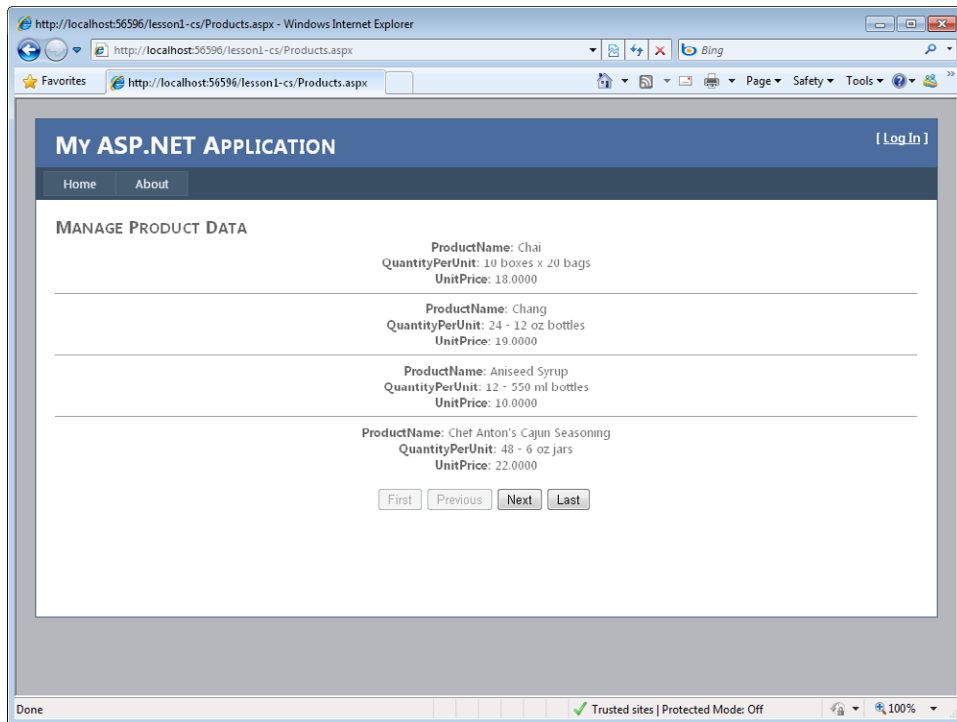 http://localhost:56596/lesson1-cs/Products.aspx - Windows Internet Explorer
http://localhost:56596/lesson1-cs/Products.aspx
Bing
Favorites
http://localhost:56596/lesson1-cs/Products.aspx
Page
Safety
Tools
»
MY ASP.NET APPLICATION
[ Log In ]
Home
About
MANAGE PRODUCT DATA
ProductName: Chai
QuantityPerUnit: 10 boxes x 20 bags
UnitPrice: 18.0000
ProductName: Chang
QuantityPerUnit: 24 - 12 oz bottles
UnitPrice: 19.0000
ProductName: Aniseed Syrup
QuantityPerUnit: 12 - 550 ml bottles
UnitPrice: 10.0000
ProductName: Chef Anton's Cajun Seasoning
QuantityPerUnit: 48 - 6 oz jars
UnitPrice: 22.0000
First
Previous
Next
Last
Done
Trusted sites | Protected Mode: Off
100%